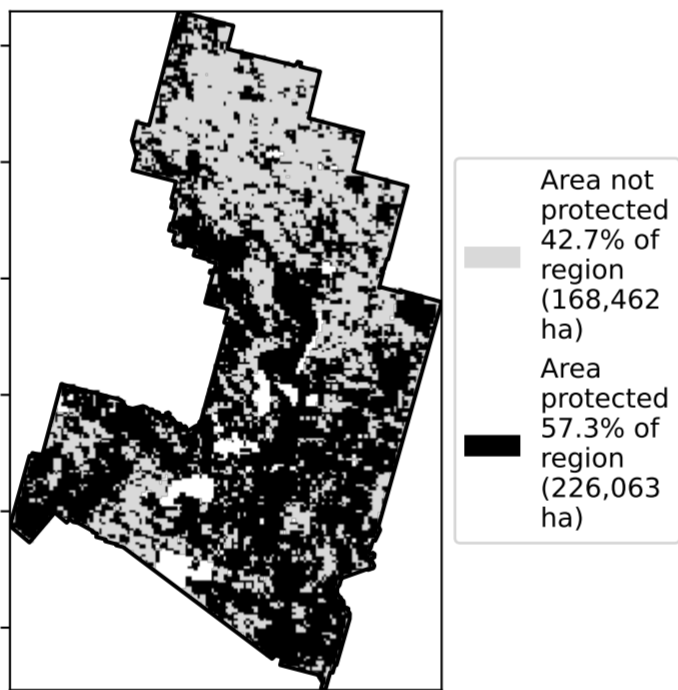 Area not
protected
42.7% of
region
(168,462
ha)
Area
protected
57.3% of
region
(226,063
ha)